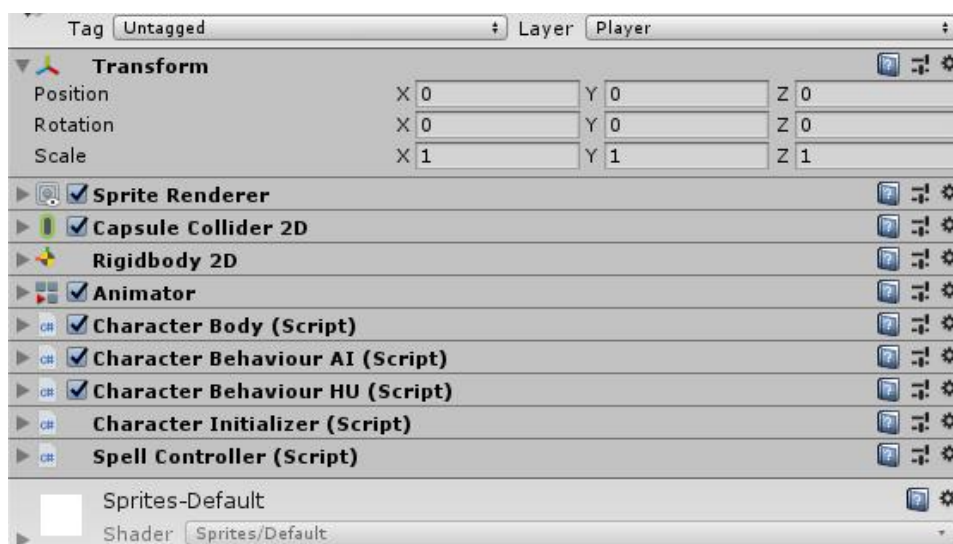 Tag Untagged Layer Player
Transform
Position X 0 Y 0 Z 0
Rotation X 0 Y 0 Z 0
Scale X 1 Y 1 Z 1
Sprite Renderer
Capsule Collider 2D
Rigidbody 2D
Animator
C# Character Body (Script)
C# Character Behaviour AI (Script)
C# Character Behaviour HU (Script)
C# Character Initializer (Script)
C# Spell Controller (Script)
Sprites-Default
Shader Sprites/Default